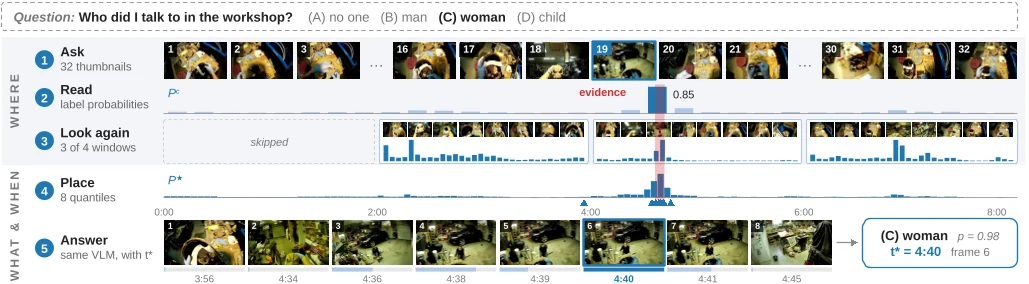 Question: Who did I talk to in the workshop? (A) no one (B) man (C) woman (D) child
WHERE
1 Ask
32 thumbnails
1 2 3 ... 16 17 18 19 20 21 ... 30 31 32
2 Read
label probabilities
Pᶜ
evidence
0.85
3 Look again
3 of 4 windows
skipped
WHAT & WHEN
4 Place
8 quantiles
P★
0:00 2:00 4:00 6:00 8:00
5 Answer
same VLM, with t*
1 2 3 4 5 6 7 8
3:56 4:34 4:36 4:38 4:39 4:40 4:41 4:45
(C) woman p = 0.98
t* = 4:40 frame 6